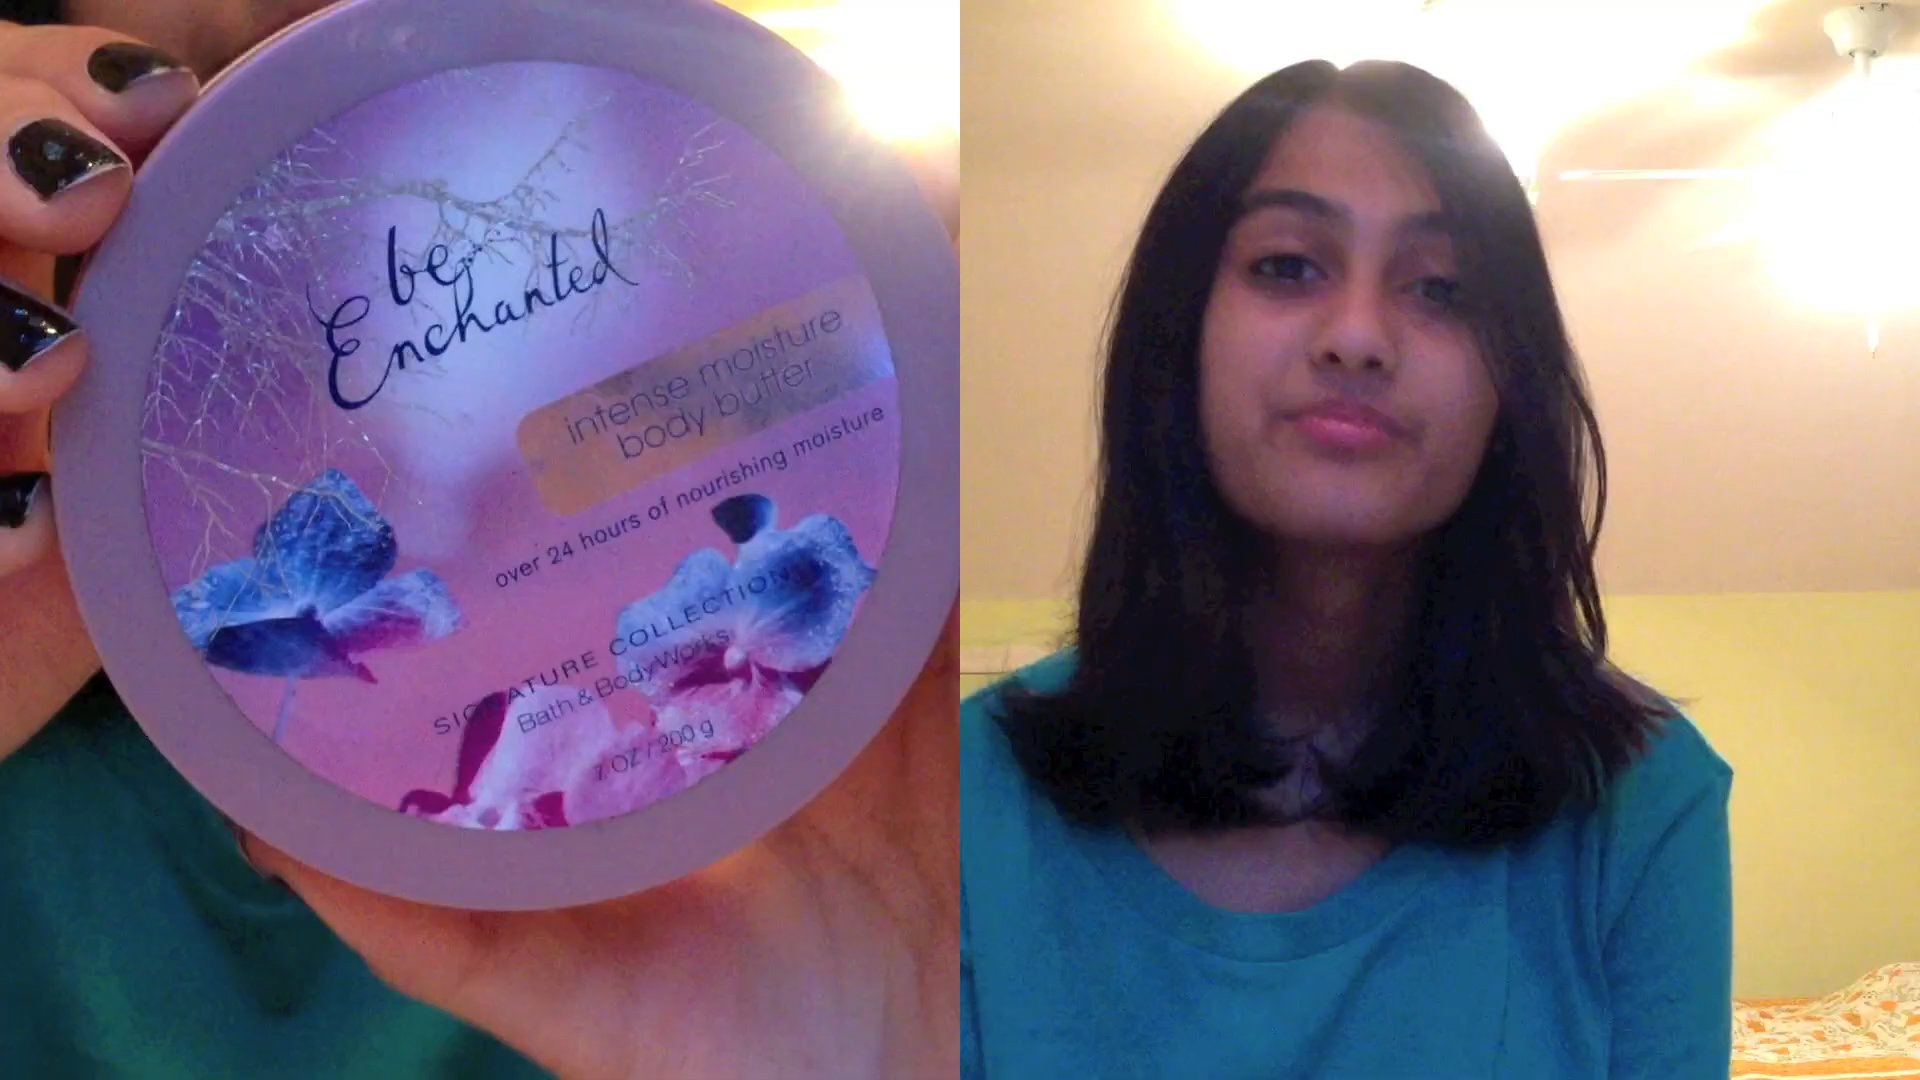 be
Enchanted
intense moisture
body butter
over 24 hours of nourishing moisture
SIGNATURE COLLECTION
Bath & Body Works
7 OZ / 200 g